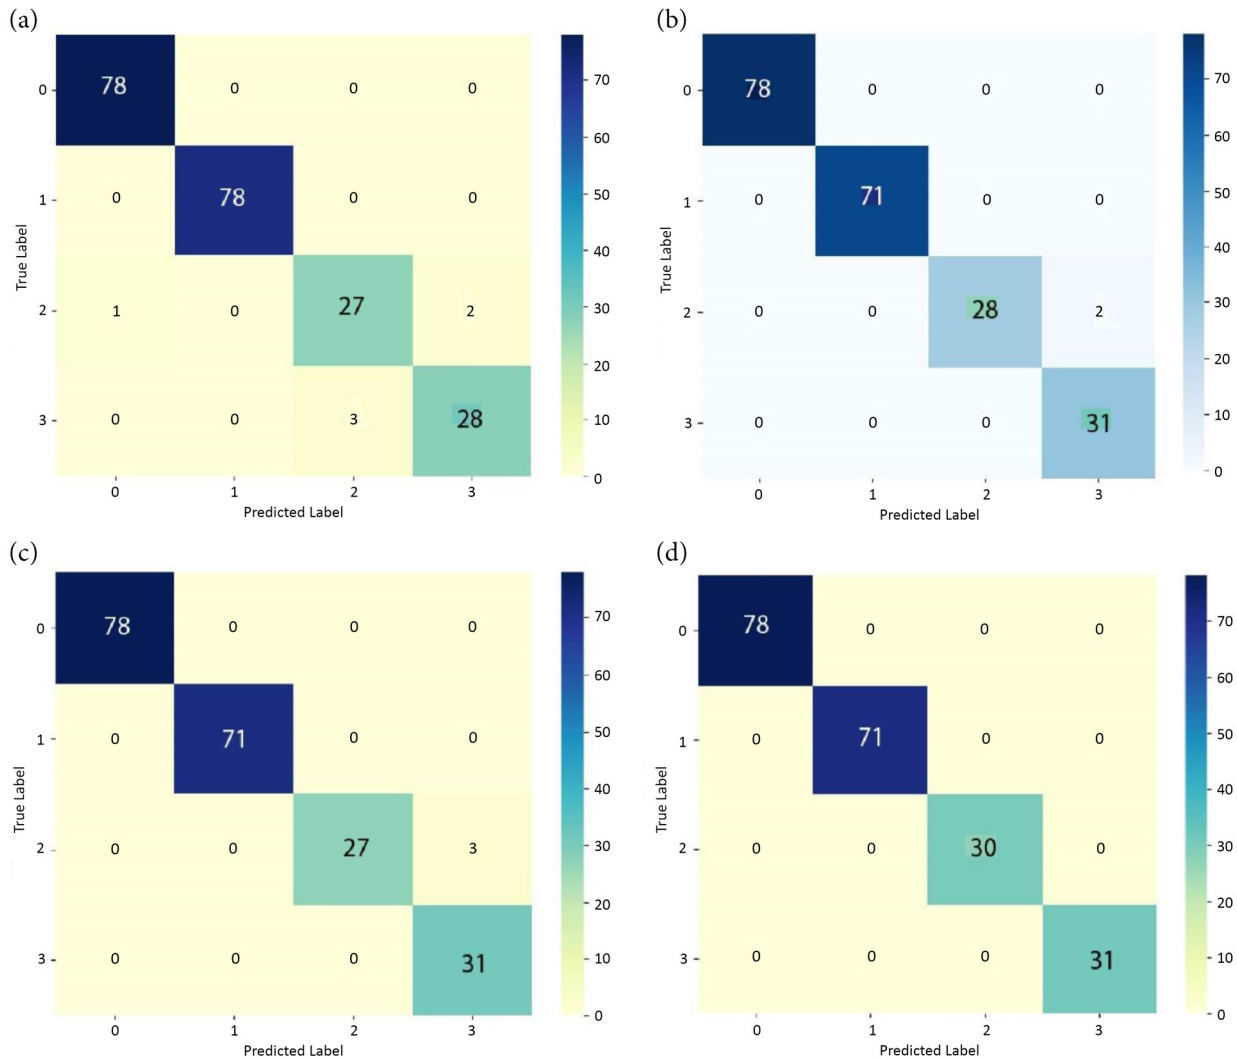 (a)
78 0 0 0
0 78 0 0
1 0 27 2
0 0 3 28
0
1
2
3
True Label
0 1 2 3
Predicted Label
70
60
50
40
30
20
10
0
(b)
78 0 0 0
0 71 0 0
0 0 28 2
0 0 0 31
0
1
2
3
True Label
0 1 2 3
Predicted Label
70
60
50
40
30
20
10
0
(c)
78 0 0 0
0 71 0 0
0 0 27 3
0 0 0 31
0
1
2
3
True Label
0 1 2 3
Predicted Label
70
60
50
40
30
20
10
0
(d)
78 0 0 0
0 71 0 0
0 0 30 0
0 0 0 31
0
1
2
3
True Label
0 1 2 3
Predicted Label
70
60
50
40
30
20
10
0